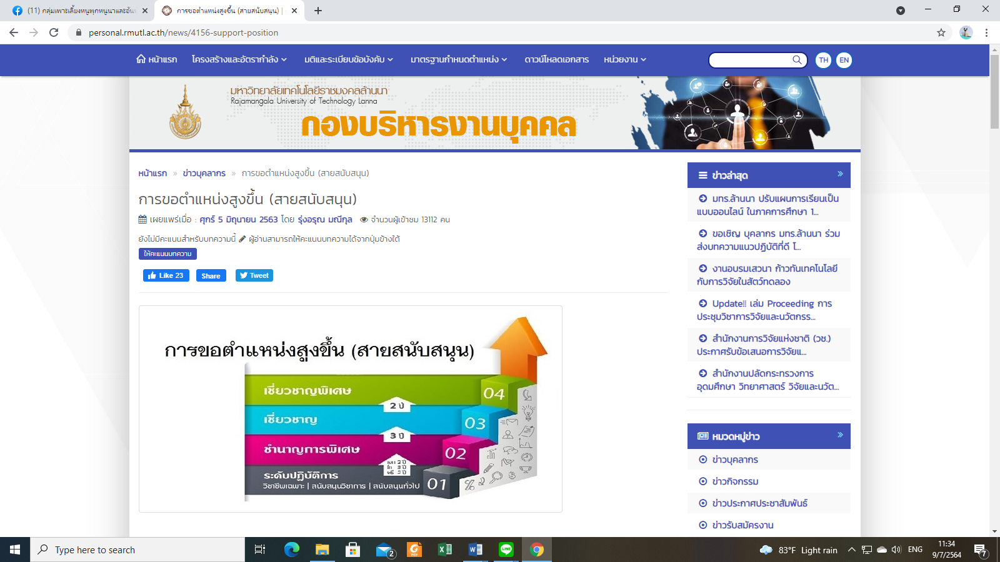 (11) กลุ่มเพาะเลี้ยงหนูพุกหนูนาและอ้น
การขอตำแหน่งสูงขึ้น (สายสนับสนุน) |
personal.rmutl.ac.th/news/4156-support-position
หน้าแรก โครงสร้างและอัตรากำลัง มติและระเบียบข้อบังคับ มาตรฐานกำหนดตำแหน่ง ดาวน์โหลดเอกสาร หน่วยงาน TH EN
มหาวิทยาลัยเทคโนโลยีราชมงคลล้านนา
Rajamangala University of Technology Lanna
กองบริหารงานบุคคล
หน้าแรก » ข่าวบุคลากร » การขอตำแหน่งสูงขึ้น (สายสนับสนุน)
การขอตำแหน่งสูงขึ้น (สายสนับสนุน)
เผยแพร่เมื่อ : ศุกร์ 5 มิถุนายน 2563 โดย รุ่งอรุณ มณีกุล จำนวนผู้เข้าชม 13112 คน
ยังไม่มีคะแนนสำหรับบทความนี้ ผู้อ่านสามารถให้คะแนนบทความได้จากปุ่มข้างใต้
ให้คะแนนบทความ
Like 23 Share Tweet
การขอตำแหน่งสูงขึ้น (สายสนับสนุน)
เชี่ยวชาญพิเศษ 04
2 ปี
เชี่ยวชาญ 03
3 ปี
ชำนาญการพิเศษ 02
ระดับปฏิบัติการ 01
วิชาชีพเฉพาะ | สนับสนุนวิชาการ | สนับสนุนทั่วไป
ข่าวล่าสุด »
มทร.ล้านนา ปรับแผนการเรียนเป็น
แบบออนไลน์ ในภาคการศึกษา 1...
ขอเชิญ บุคลากร มทร.ล้านนา ร่วม
ส่งบทความแนวปฏิบัติที่ดี โ...
งานอบรมเสวนา ก้าวทันเทคโนโลยี
กับการวิจัยในสัตว์ทดลอง
Update!! เล่ม Proceeding การ
ประชุมวิชาการวิจัยและนวัตกรร...
สำนักงานการวิจัยแห่งชาติ (วช.)
ประกาศรับข้อเสนอการวิจัยแ...
สำนักงานปลัดกระทรวงการ
อุดมศึกษา วิทยาศาสตร์ วิจัยและนวัต...
หมวดหมู่ข่าว »
ข่าวบุคลากร
ข่าวกิจกรรม
ข่าวประกาศประชาสัมพันธ์
ข่าวรับสมัครงาน
Type here to search
2
83°F Light rain
ENG
11:34
9/7/2564
7